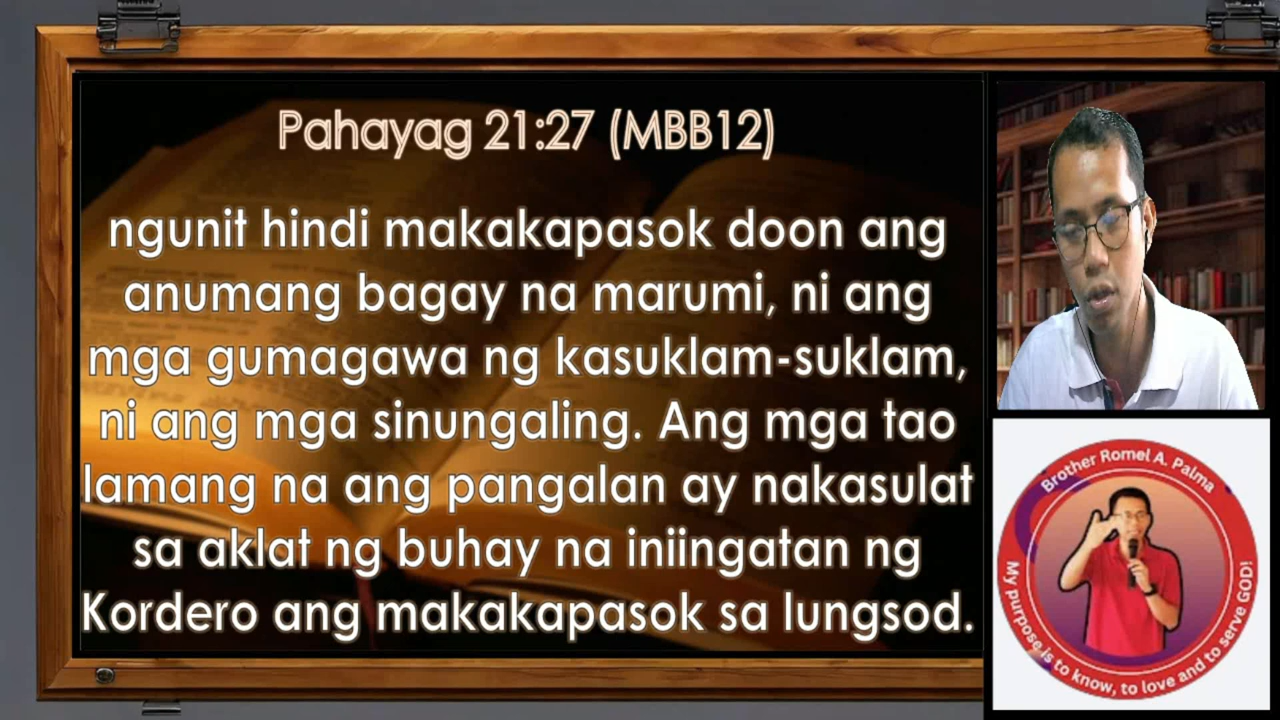 Pahayag 21:27 (MBB12)
ngunit hindi makakapasok doon ang
anumang bagay na marumi, ni ang
mga gumagawa ng kasuklam-suklam,
ni ang mga sinungaling. Ang mga tao
lamang na ang pangalan ay nakasulat
sa aklat ng buhay na iniingatan ng
Kordero ang makakapasok sa lungsod.
Brother Romel A. Palma
My purpose is to know, to love and to serve GOD!